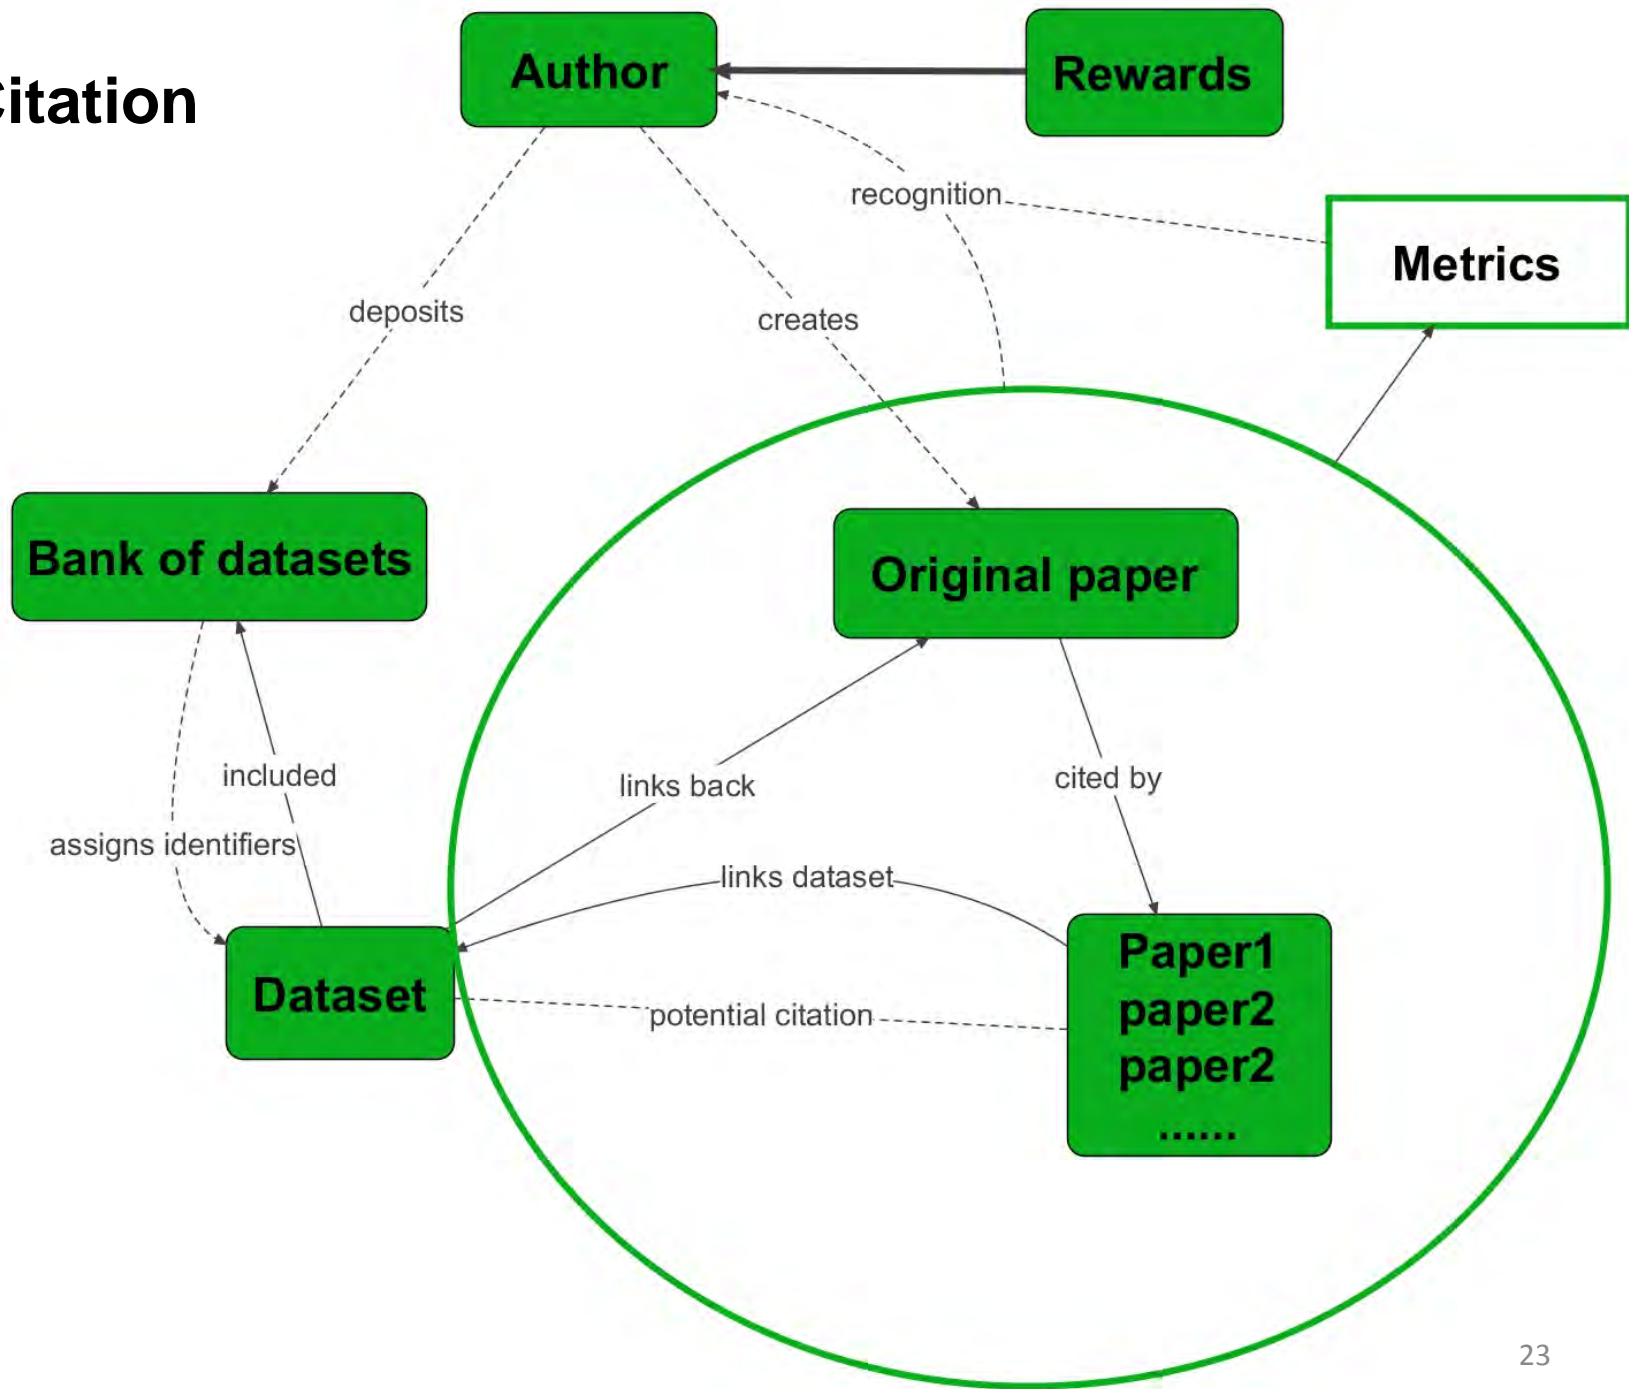 Citation
Author
Rewards
recognition
Metrics
deposits
creates
Bank of datasets
Original paper
included
links back
cited by
assigns identifiers
links dataset
Dataset
potential citation
Paper1
paper2
paper2
......
23